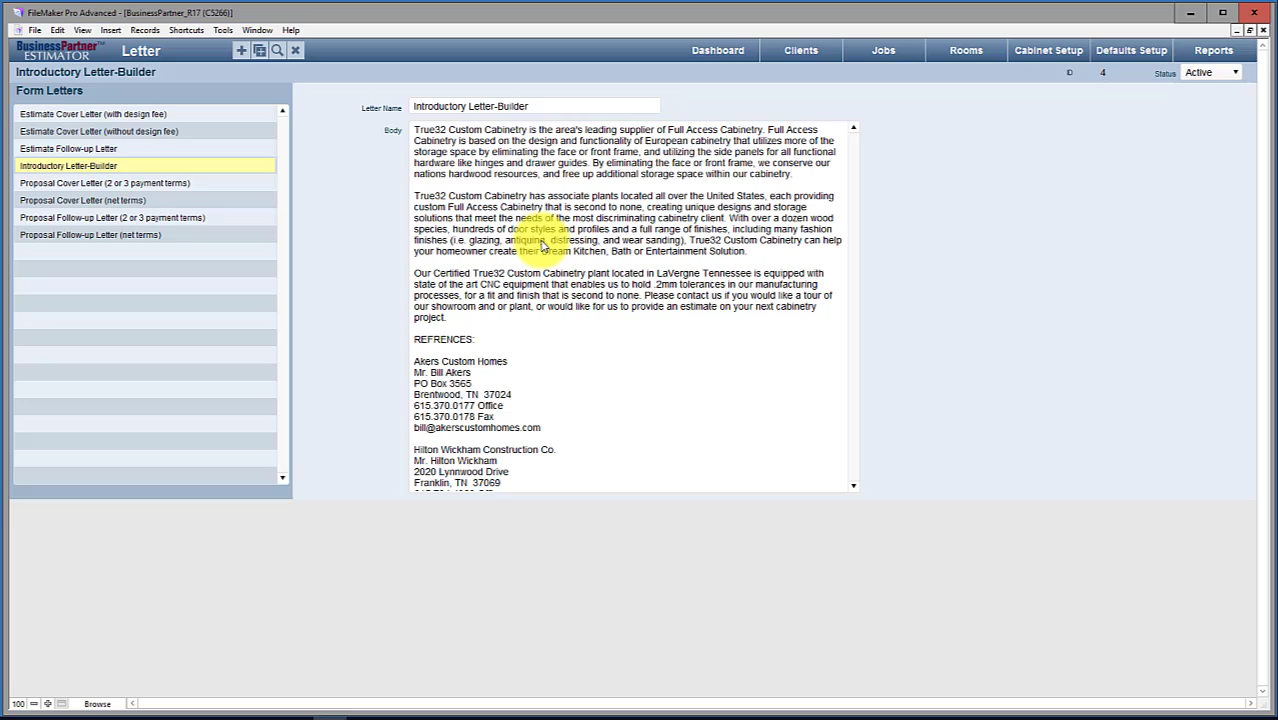 FileMaker Pro Advanced - [BusinessPartner_R17 (C5266)]
File Edit View Insert Records Shortcuts Tools Window Help
BusinessPartner™ ESTIMATOR
Letter
Dashboard Clients Jobs Rooms Cabinet Setup Defaults Setup Reports
Introductory Letter-Builder
ID 4 Status Active
Form Letters
Estimate Cover Letter (with design fee)
Estimate Cover Letter (without design fee)
Estimate Follow-up Letter
Introductory Letter-Builder
Proposal Cover Letter (2 or 3 payment terms)
Proposal Cover Letter (net terms)
Proposal Follow-up Letter (2 or 3 payment terms)
Proposal Follow-up Letter (net terms)
Letter Name Introductory Letter-Builder
Body
True32 Custom Cabinetry is the area's leading supplier of Full Access Cabinetry. Full Access
Cabinetry is based on the design and functionality of European cabinetry that utilizes more of the
storage space by eliminating the face or front frame, and utilizing the side panels for all functional
hardware like hinges and drawer guides. By eliminating the face or front frame, we conserve our
nations hardwood resources, and free up additional storage space within our cabinetry.
True32 Custom Cabinetry has associate plants located all over the United States, each providing
custom Full Access Cabinetry that is second to none, creating unique designs and storage
solutions that meet the needs of the most discriminating cabinetry client. With over a dozen wood
species, hundreds of door styles and profiles and a full range of finishes, including many fashion
finishes (i.e. glazing, antiquing, distressing, and wear sanding), True32 Custom Cabinetry can help
your homeowner create their Dream Kitchen, Bath or Entertainment Solution.
Our Certified True32 Custom Cabinetry plant located in LaVergne Tennessee is equipped with
state of the art CNC equipment that enables us to hold .2mm tolerances in our manufacturing
processes, for a fit and finish that is second to none. Please contact us if you would like a tour of
our showroom and or plant, or would like for us to provide an estimate on your next cabinetry
project.
REFRENCES:
Akers Custom Homes
Mr. Bill Akers
PO Box 3565
Brentwood, TN 37024
615.370.0177 Office
615.370.0178 Fax
bill@akerscustomhomes.com
Hilton Wickham Construction Co.
Mr. Hilton Wickham
2020 Lynnwood Drive
Franklin, TN 37069
100 Browse